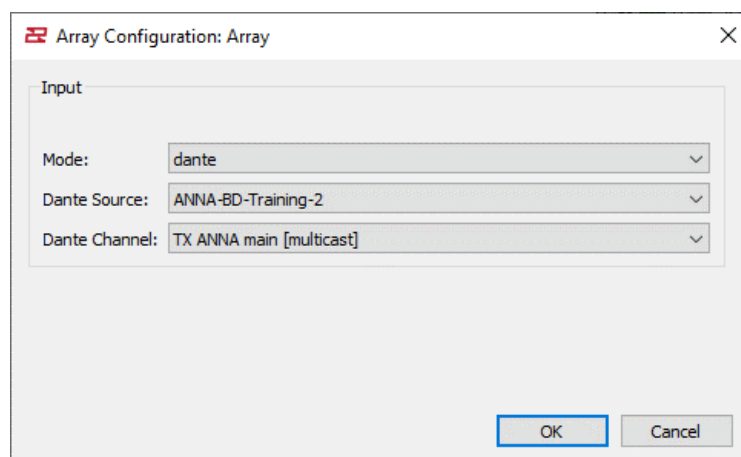 Array Configuration: Array
Input
Mode: dante
Dante Source: ANNA-BD-Training-2
Dante Channel: TX ANNA main [multicast]
OK Cancel